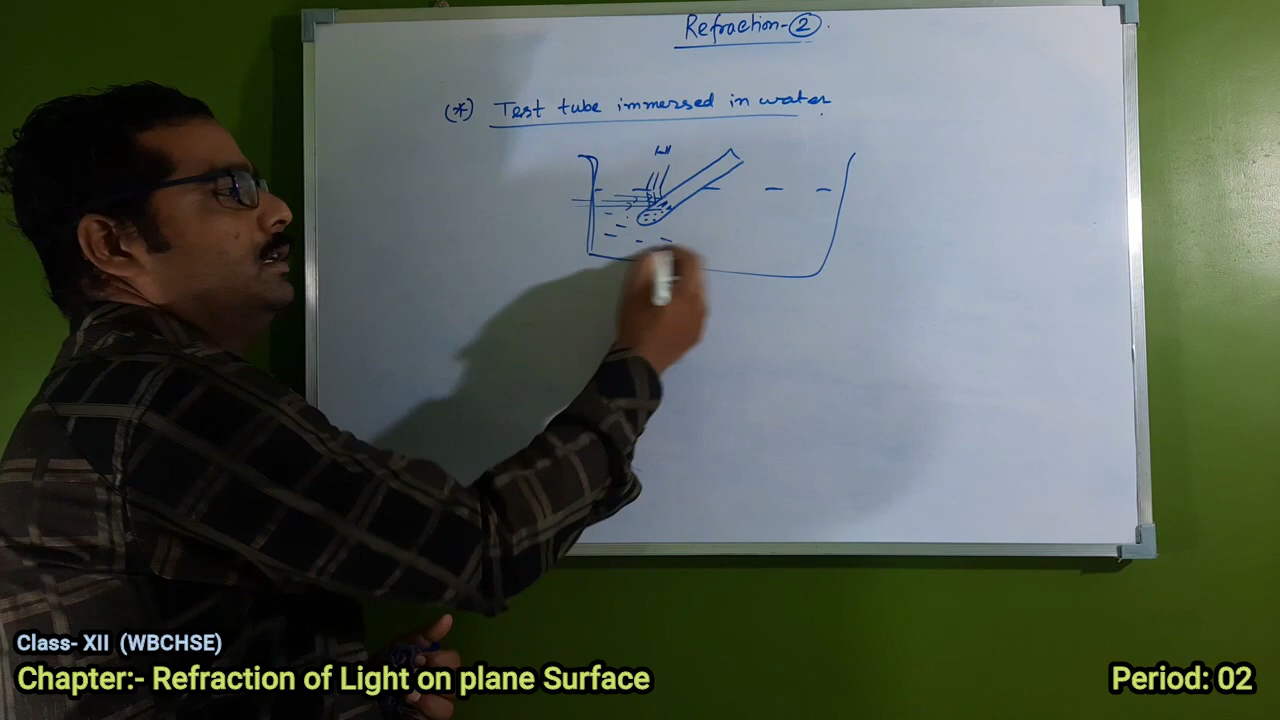 Refraction-②.
(*) Test tube immersed in water.
Class- XII (WBCHSE)
Chapter:- Refraction of Light on plane Surface
Period: 02